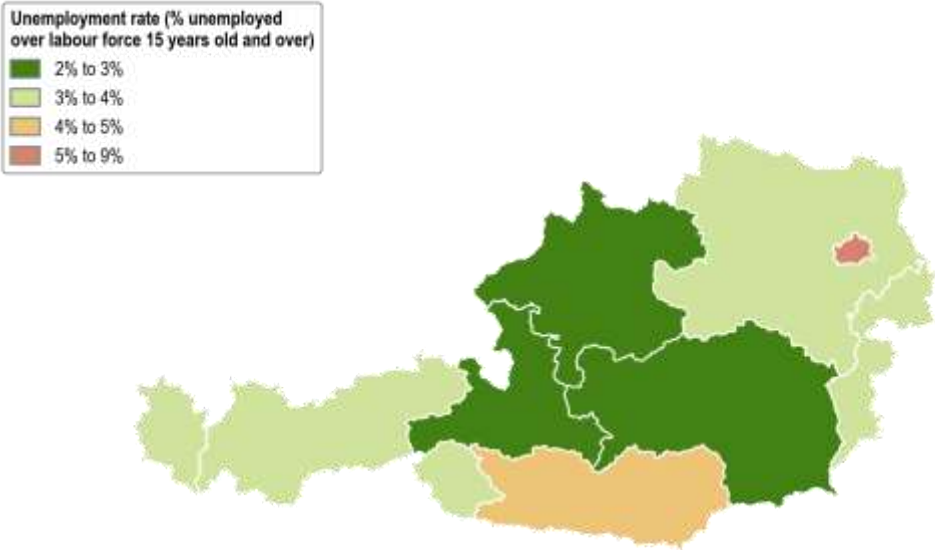 Unemployment rate (% unemployed
over labour force 15 years old and over)
2% to 3%
3% to 4%
4% to 5%
5% to 9%